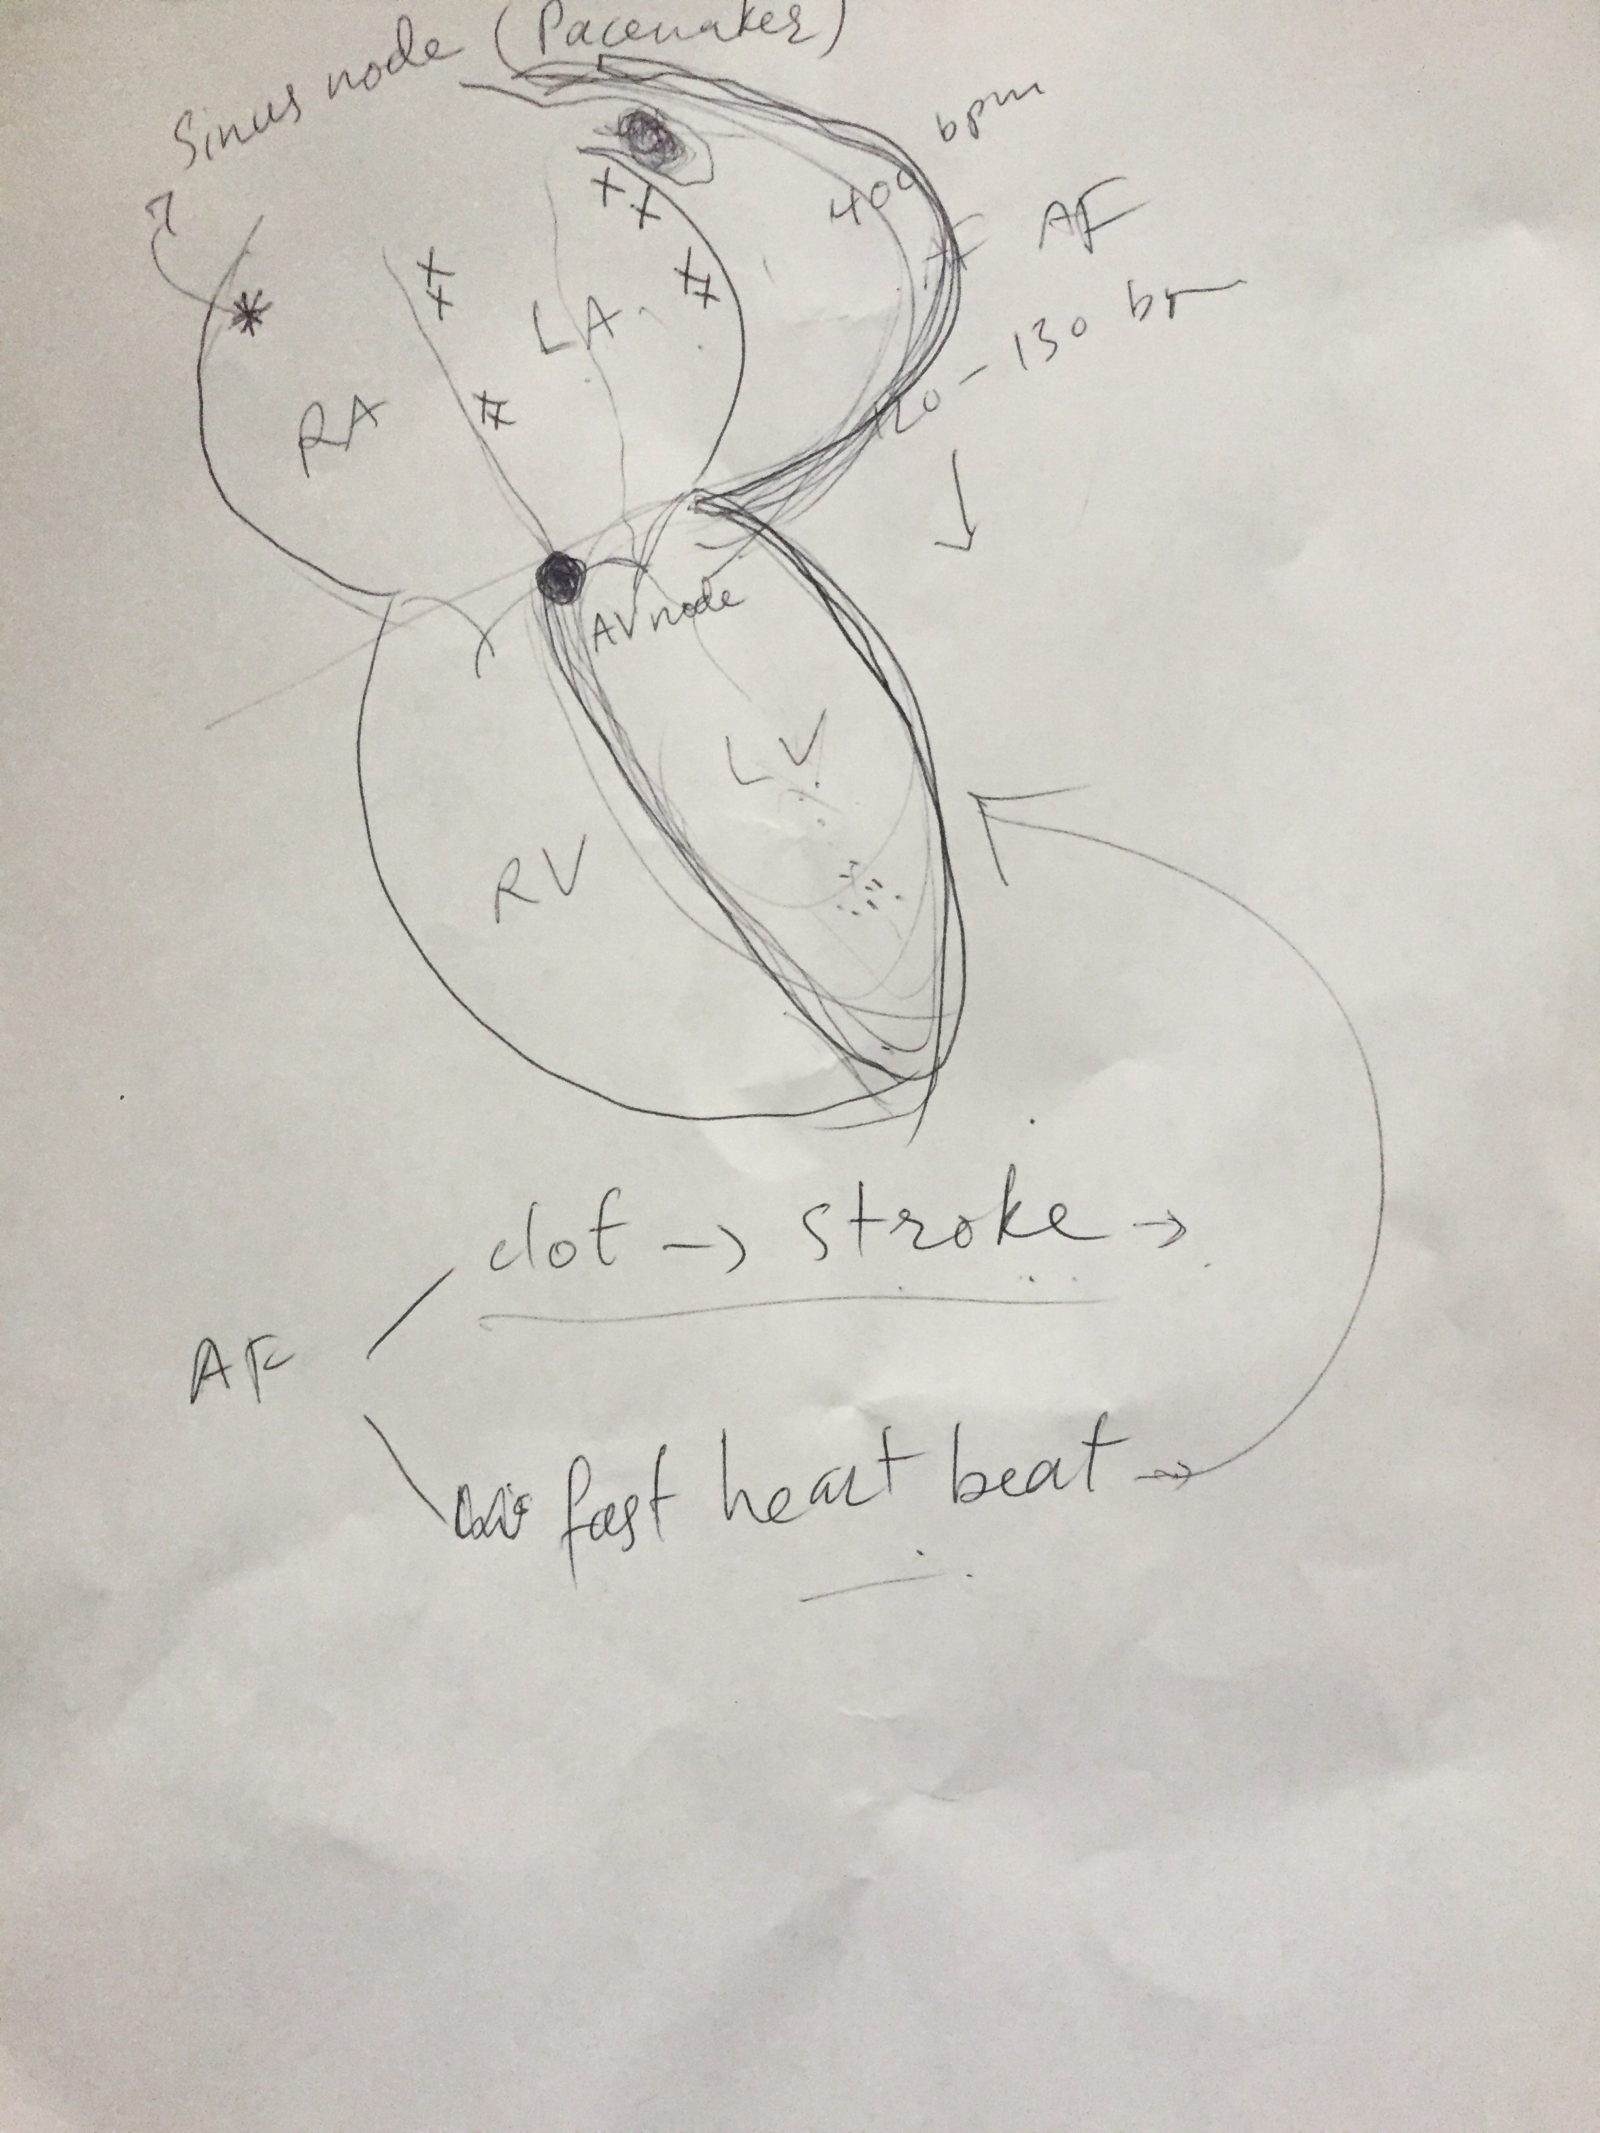 Sinus node (Pacemaker)
400 bpm
AF
120-130 bpm
LA
RA
AV node
LV
RV
clot → stroke →
AF
fast heart beat →